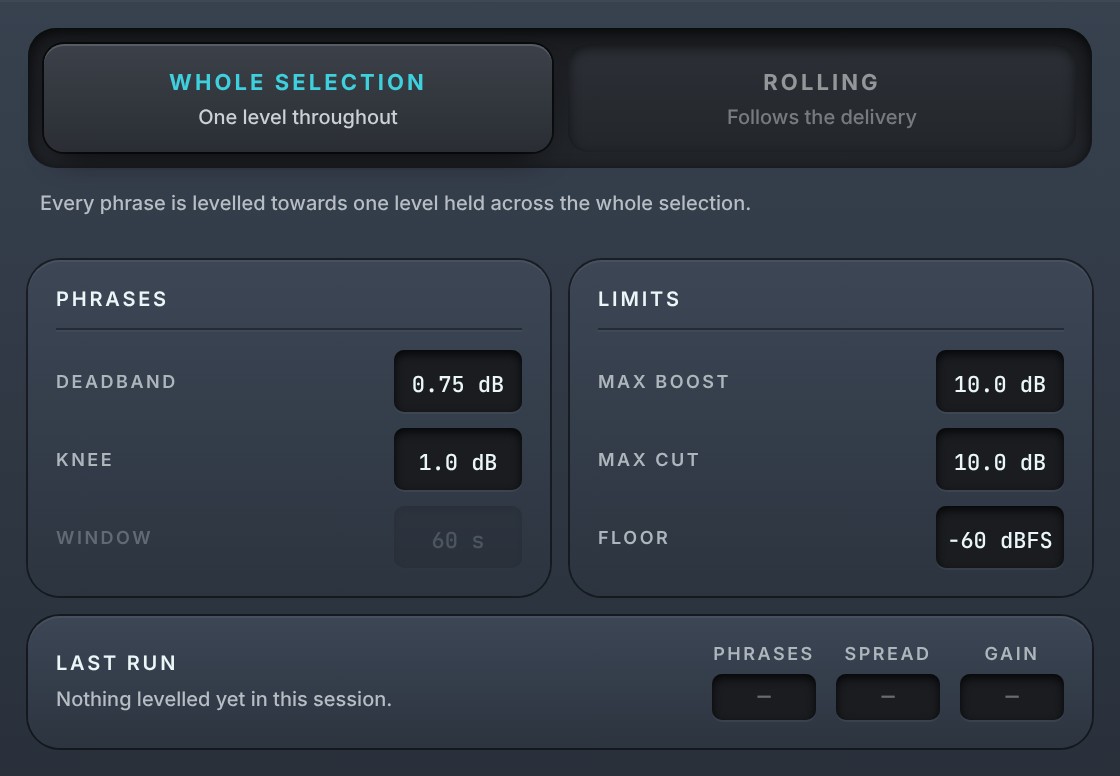 WHOLE SELECTION
One level throughout
ROLLING
Follows the delivery
Every phrase is levelled towards one level held across the whole selection.
PHRASES
DEADBAND 0.75 dB
KNEE 1.0 dB
WINDOW 60 s
LIMITS
MAX BOOST 10.0 dB
MAX CUT 10.0 dB
FLOOR -60 dBFS
LAST RUN
Nothing levelled yet in this session.
PHRASES SPREAD GAIN
— — —